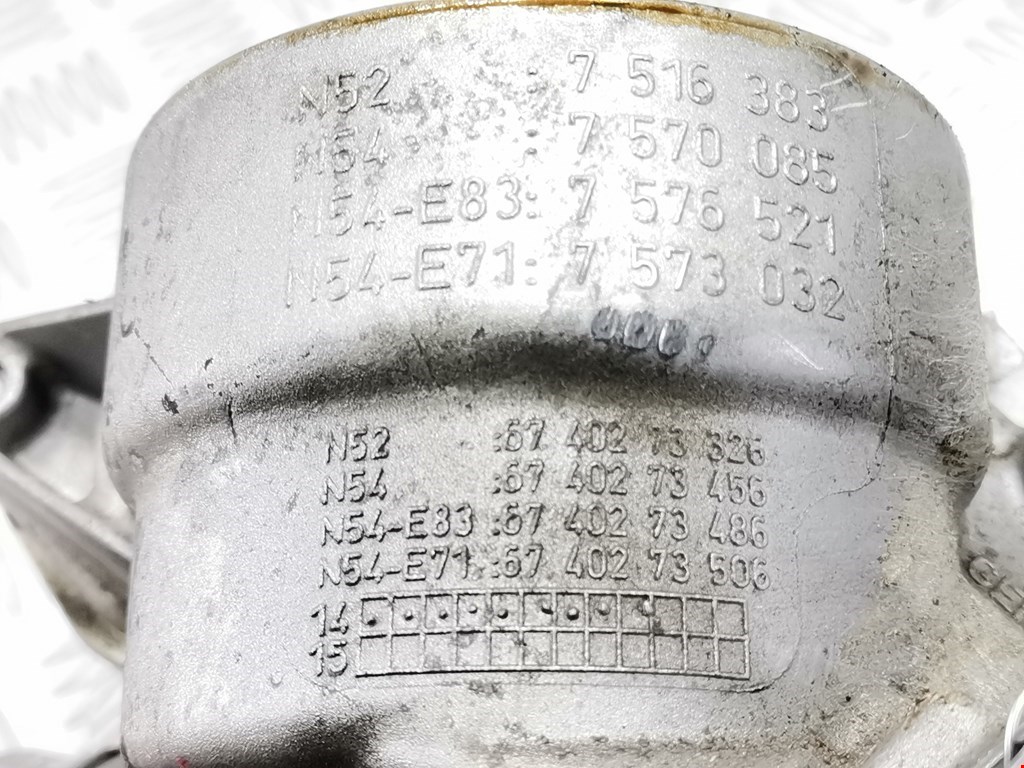 N52 : 7 516 383
N54 : 7 570 085
N54-E83: 7 576 521
N54-E71: 7 573 032
N52 :67 402 73 326
N54 :67 402 73 456
N54-E83 :67 402 73 486
N54-E71 :67 402 73 506
14
15